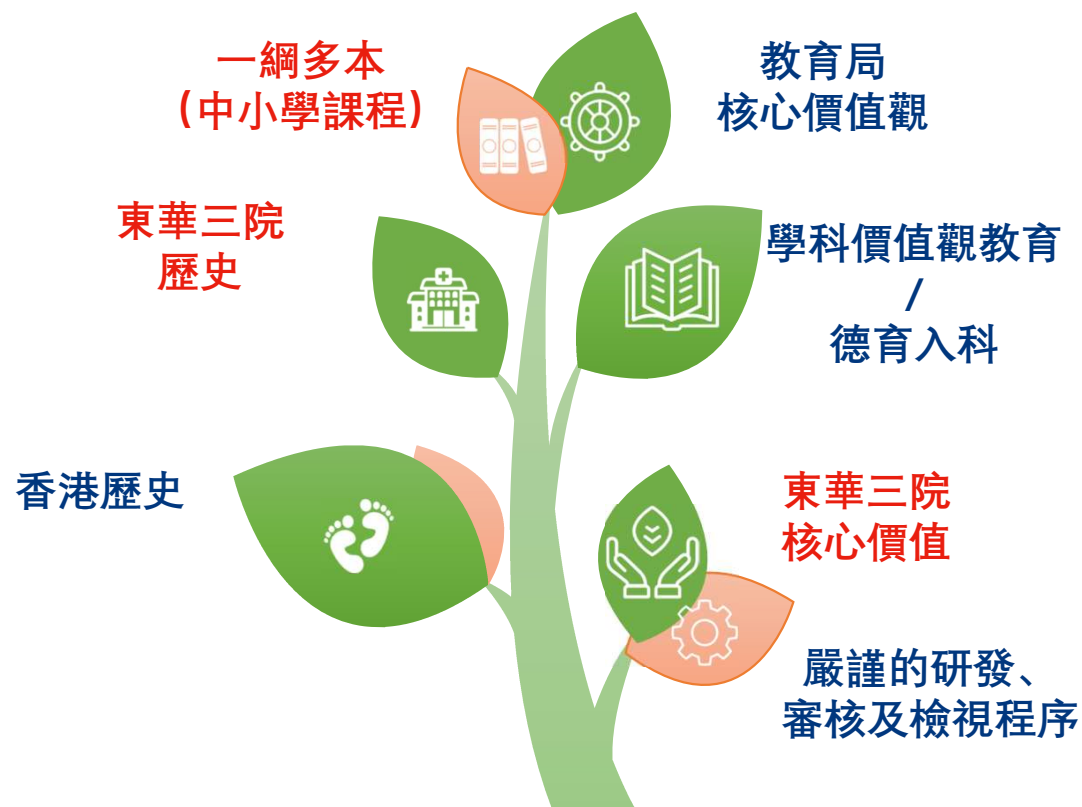 一綱多本
(中小學課程)
教育局
核心價值觀
東華三院
歷史
學科價值觀教育
/
德育入科
香港歷史
東華三院
核心價值
嚴謹的研發、
審核及檢視程序